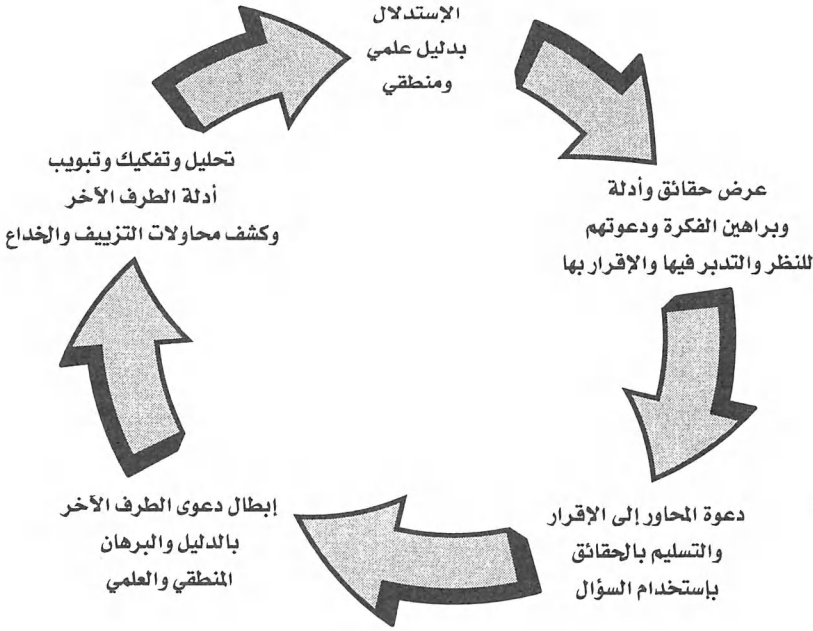 الإستدلال
بدليل علمي
ومنطقي
عرض حقائق وأدلة
وبراهين الفكرة ودعوتهم
للنظر والتدبر فيها والإقرار بها
دعوة المحاور إلى الإقرار
والتسليم بالحقائق
بإستخدام السؤال
إبطال دعوى الطرف الآخر
بالدليل والبرهان
المنطقي والعلمي
تحليل وتفكيك وتبويب
أدلة الطرف الآخر
وكشف محاولات التزييف والخداع